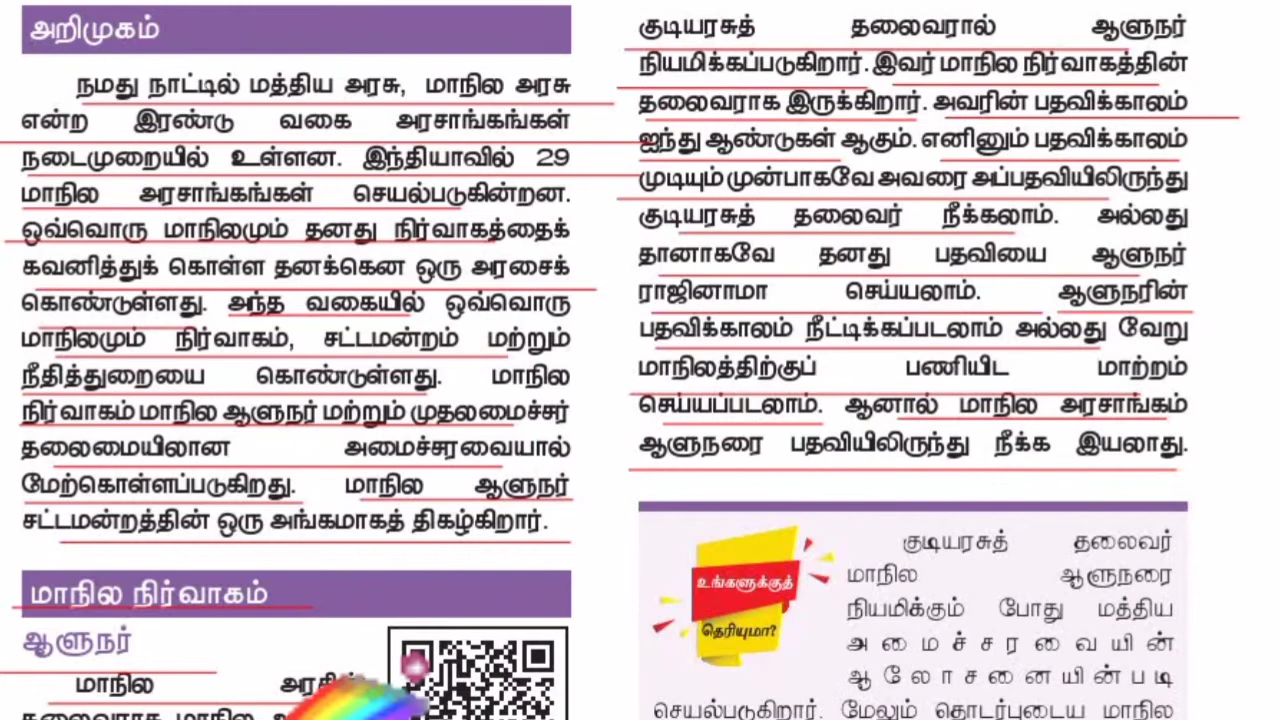 அறிமுகம்
நமது நாட்டில் மத்திய அரசு, மாநில அரசு
என்ற இரண்டு வகை அரசாங்கங்கள்
நடைமுறையில் உள்ளன. இந்தியாவில் 29
மாநில அரசாங்கங்கள் செயல்படுகின்றன.
ஒவ்வொரு மாநிலமும் தனது நிர்வாகத்தைக்
கவனித்துக் கொள்ள தனக்கென ஒரு அரசைக்
கொண்டுள்ளது. அந்த வகையில் ஒவ்வொரு
மாநிலமும் நிர்வாகம், சட்டமன்றம் மற்றும்
நீதித்துறையை கொண்டுள்ளது. மாநில
நிர்வாகம் மாநில ஆளுநர் மற்றும் முதலமைச்சர்
தலைமையிலான அமைச்சரவையால்
மேற்கொள்ளப்படுகிறது. மாநில ஆளுநர்
சட்டமன்றத்தின் ஒரு அங்கமாகத் திகழ்கிறார்.
மாநில நிர்வாகம்
ஆளுநர்
மாநில
தலைவராக மாநில
குடியரசுத் தலைவரால் ஆளுநர்
நியமிக்கப்படுகிறார். இவர் மாநில நிர்வாகத்தின்
தலைவராக இருக்கிறார். அவரின் பதவிக்காலம்
ஐந்து ஆண்டுகள் ஆகும். எனினும் பதவிக்காலம்
முடியும் முன்பாகவே அவரை அப்பதவியிலிருந்து
குடியரசுத் தலைவர் நீக்கலாம். அல்லது
தானாகவே தனது பதவியை ஆளுநர்
ராஜினாமா செய்யலாம். ஆளுநரின்
பதவிக்காலம் நீட்டிக்கப்படலாம் அல்லது வேறு
மாநிலத்திற்குப் பணியிட மாற்றம்
செய்யப்படலாம். ஆனால் மாநில அரசாங்கம்
ஆளுநரை பதவியிலிருந்து நீக்க இயலாது.
உங்களுக்குத்
தெரியுமா?
குடியரசுத் தலைவர்
மாநில ஆளுநரை
நியமிக்கும் போது மத்திய
அமைச்சரவையின்
ஆலோசனையின்படி
செயல்படுகிறார். மேலும் தொடர்புடைய மாநில